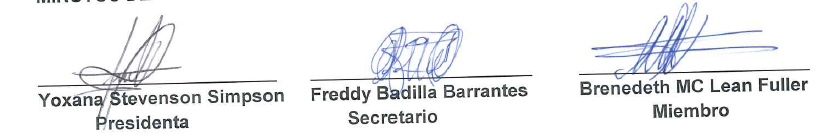 Yoxana Stevenson Simpson
Presidenta
Freddy Badilla Barrantes
Secretario
Brenedeth MC Lean Fuller
Miembro